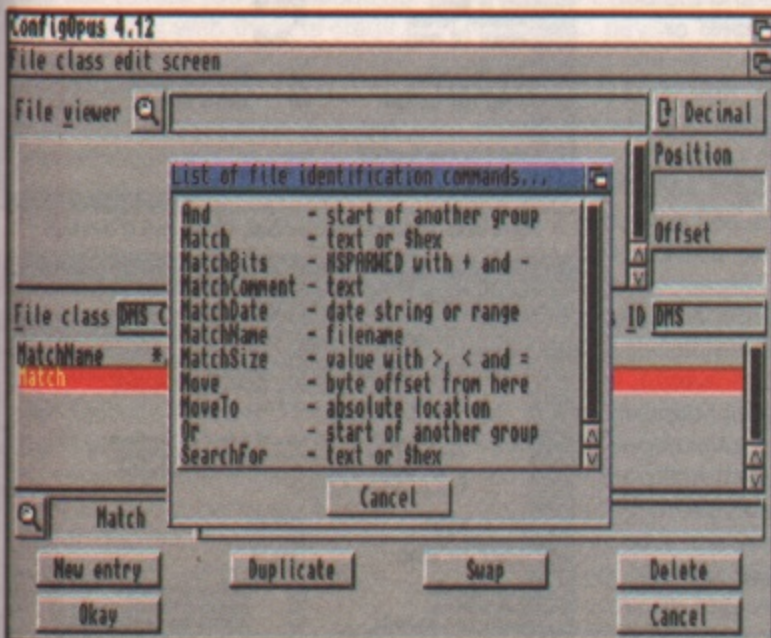 ConfigOpus 4.12
File class edit screen
File viewer
Decimal
Position
List of file identification commands...
And - start of another group
Match - text or $hex
MatchBits - HSPARWED with + and -
MatchComment - text
MatchDate - date string or range
MatchName - filename
MatchSize - value with >, < and =
Move - byte offset from here
MoveTo - absolute location
Or - start of another group
SearchFor - text or $hex
Cancel
Offset
File class DMS
ID DMS
MatchName *.
Match
Match
New entry
Duplicate
Swap
Delete
Okay
Cancel